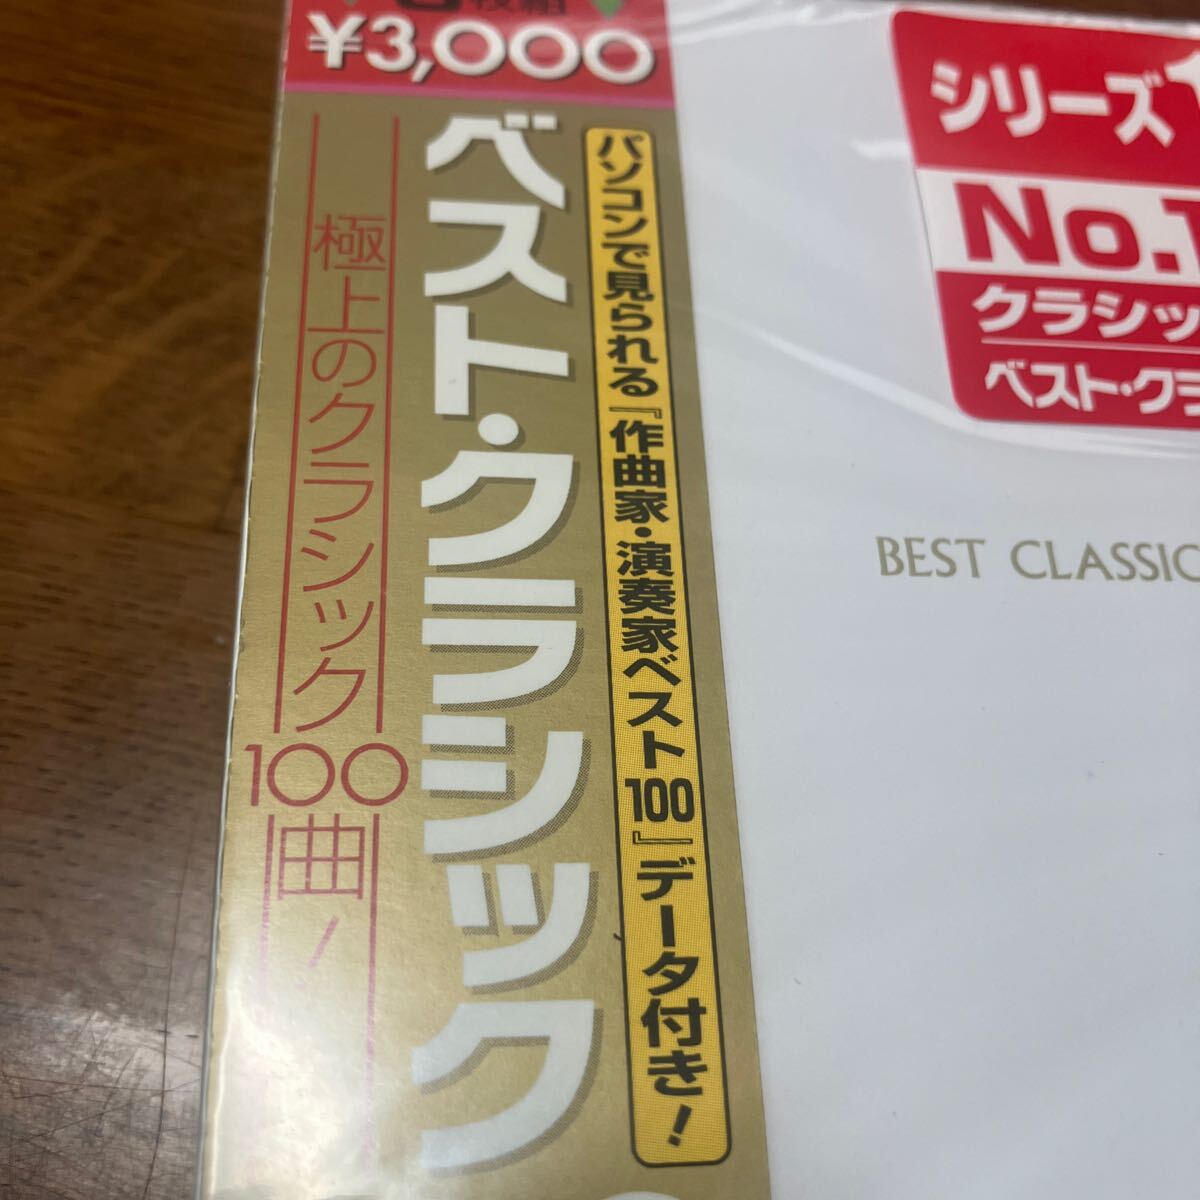 枚組
¥3,000
ベスト・クラシック
極上のクラシック100曲!
パソコンで見られる『作曲家・演奏家ベスト100』データ付き!
シリーズ
No.1
クラシッ
ベスト・クラ
BEST CLASSIC